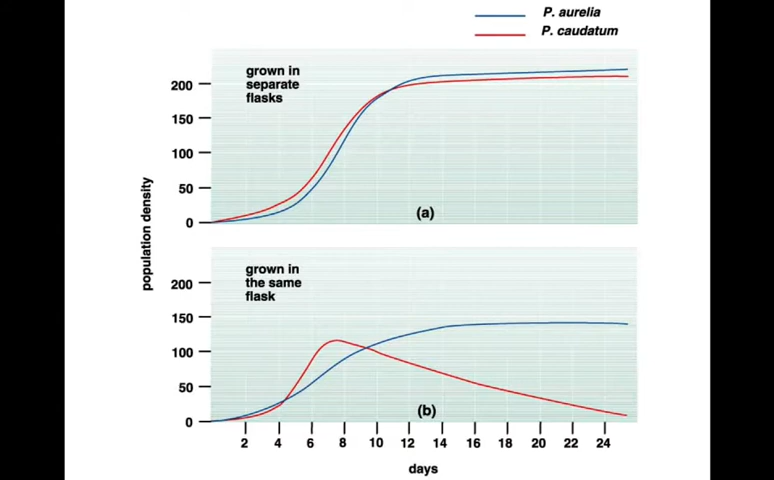 P. aurelia
P. caudatum
grown in
separate
flasks
200
150
100
50
0
(a)
population density
grown in
the same
flask
200
150
100
50
0
(b)
2 4 6 8 10 12 14 16 18 20 22 24
days